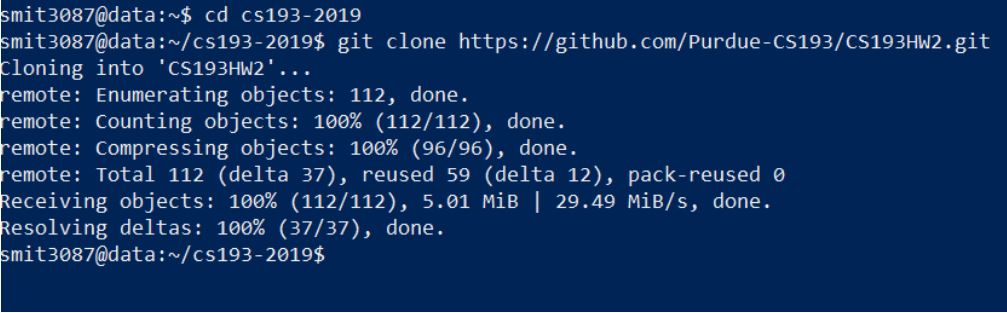 smit3087@data:~$ cd cs193-2019
smit3087@data:~/cs193-2019$ git clone https://github.com/Purdue-CS193/CS193HW2.git
Cloning into 'CS193HW2'...
remote: Enumerating objects: 112, done.
remote: Counting objects: 100% (112/112), done.
remote: Compressing objects: 100% (96/96), done.
remote: Total 112 (delta 37), reused 59 (delta 12), pack-reused 0
Receiving objects: 100% (112/112), 5.01 MiB | 29.49 MiB/s, done.
Resolving deltas: 100% (37/37), done.
smit3087@data:~/cs193-2019$